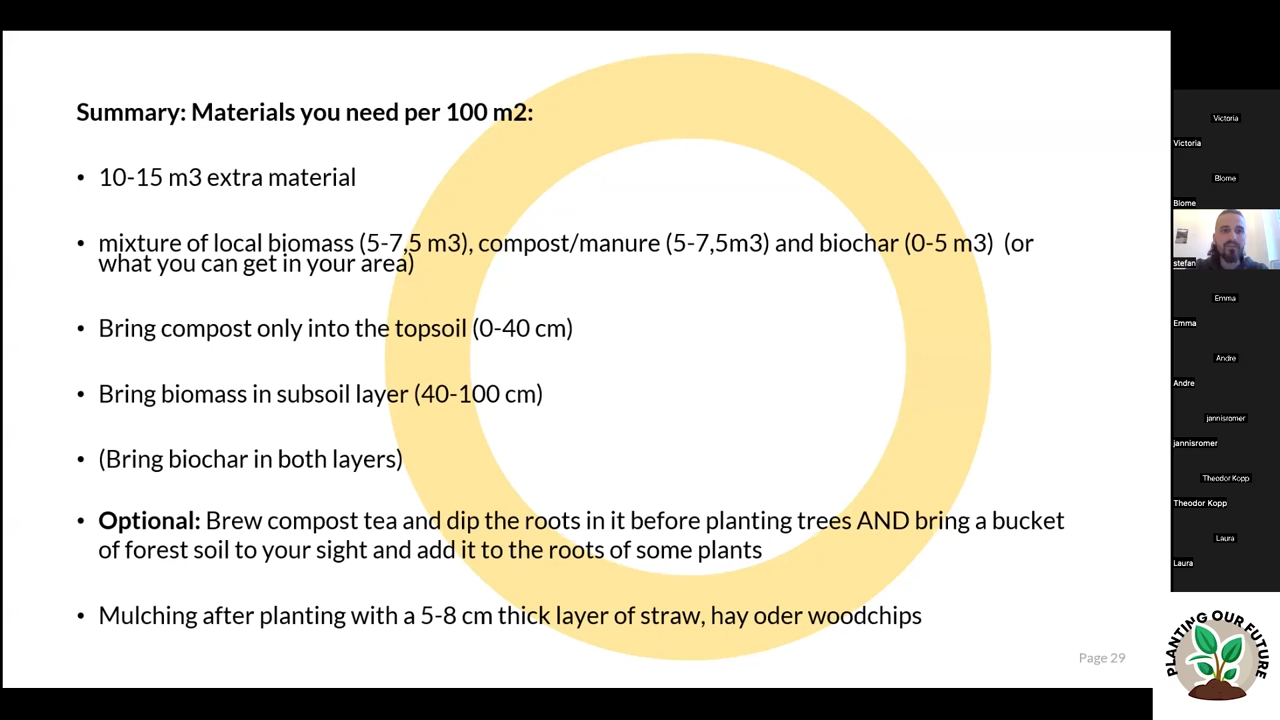 Summary: Materials you need per 100 m2:
• 10-15 m3 extra material
• mixture of local biomass (5-7,5 m3), compost/manure (5-7,5m3) and biochar (0-5 m3)  (or
what you can get in your area)
• Bring compost only into the topsoil (0-40 cm)
• Bring biomass in subsoil layer (40-100 cm)
• (Bring biochar in both layers)
• Optional: Brew compost tea and dip the roots in it before planting trees AND bring a bucket
of forest soil to your sight and add it to the roots of some plants
• Mulching after planting with a 5-8 cm thick layer of straw, hay oder woodchips
Page 29
Victoria
Victoria
Blome
Blome
stefan
Emma
Emma
Andre
Andre
jannisromer
jannisromer
Theodor Kopp
Theodor Kopp
Laura
Laura
PLANTING OUR FUTURE